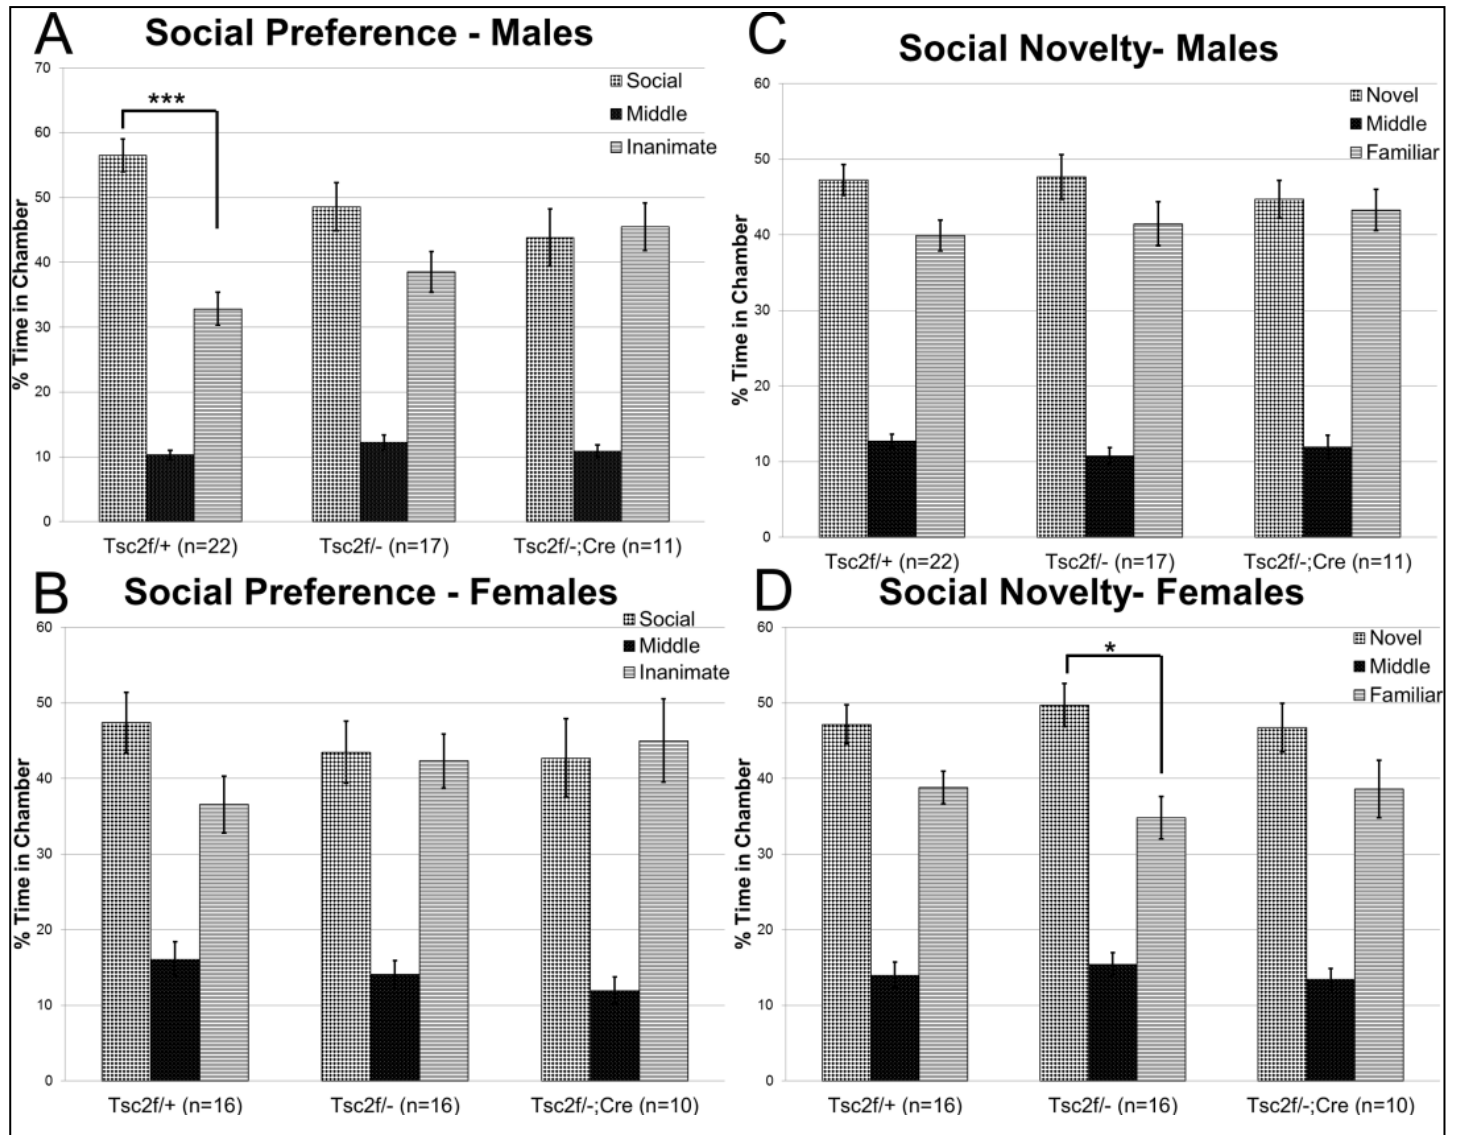 A
Social Preference - Males
70
60
50
40
30
20
10
0
% Time in Chamber
***
Social
Middle
Inanimate
Tsc2f/+ (n=22)
Tsc2f/- (n=17)
Tsc2f/-;Cre (n=11)
C
Social Novelty- Males
60
50
40
30
20
10
0
% Time in Chamber
Novel
Middle
Familiar
Tsc2f/+ (n=22)
Tsc2f/- (n=17)
Tsc2f/-;Cre (n=11)
B
Social Preference - Females
60
50
40
30
20
10
0
% Time in Chamber
Social
Middle
Inanimate
Tsc2f/+ (n=16)
Tsc2f/- (n=16)
Tsc2f/-;Cre (n=10)
D
Social Novelty- Females
60
50
40
30
20
10
0
% Time in Chamber
*
Novel
Middle
Familiar
Tsc2f/+ (n=16)
Tsc2f/- (n=16)
Tsc2f/-;Cre (n=10)